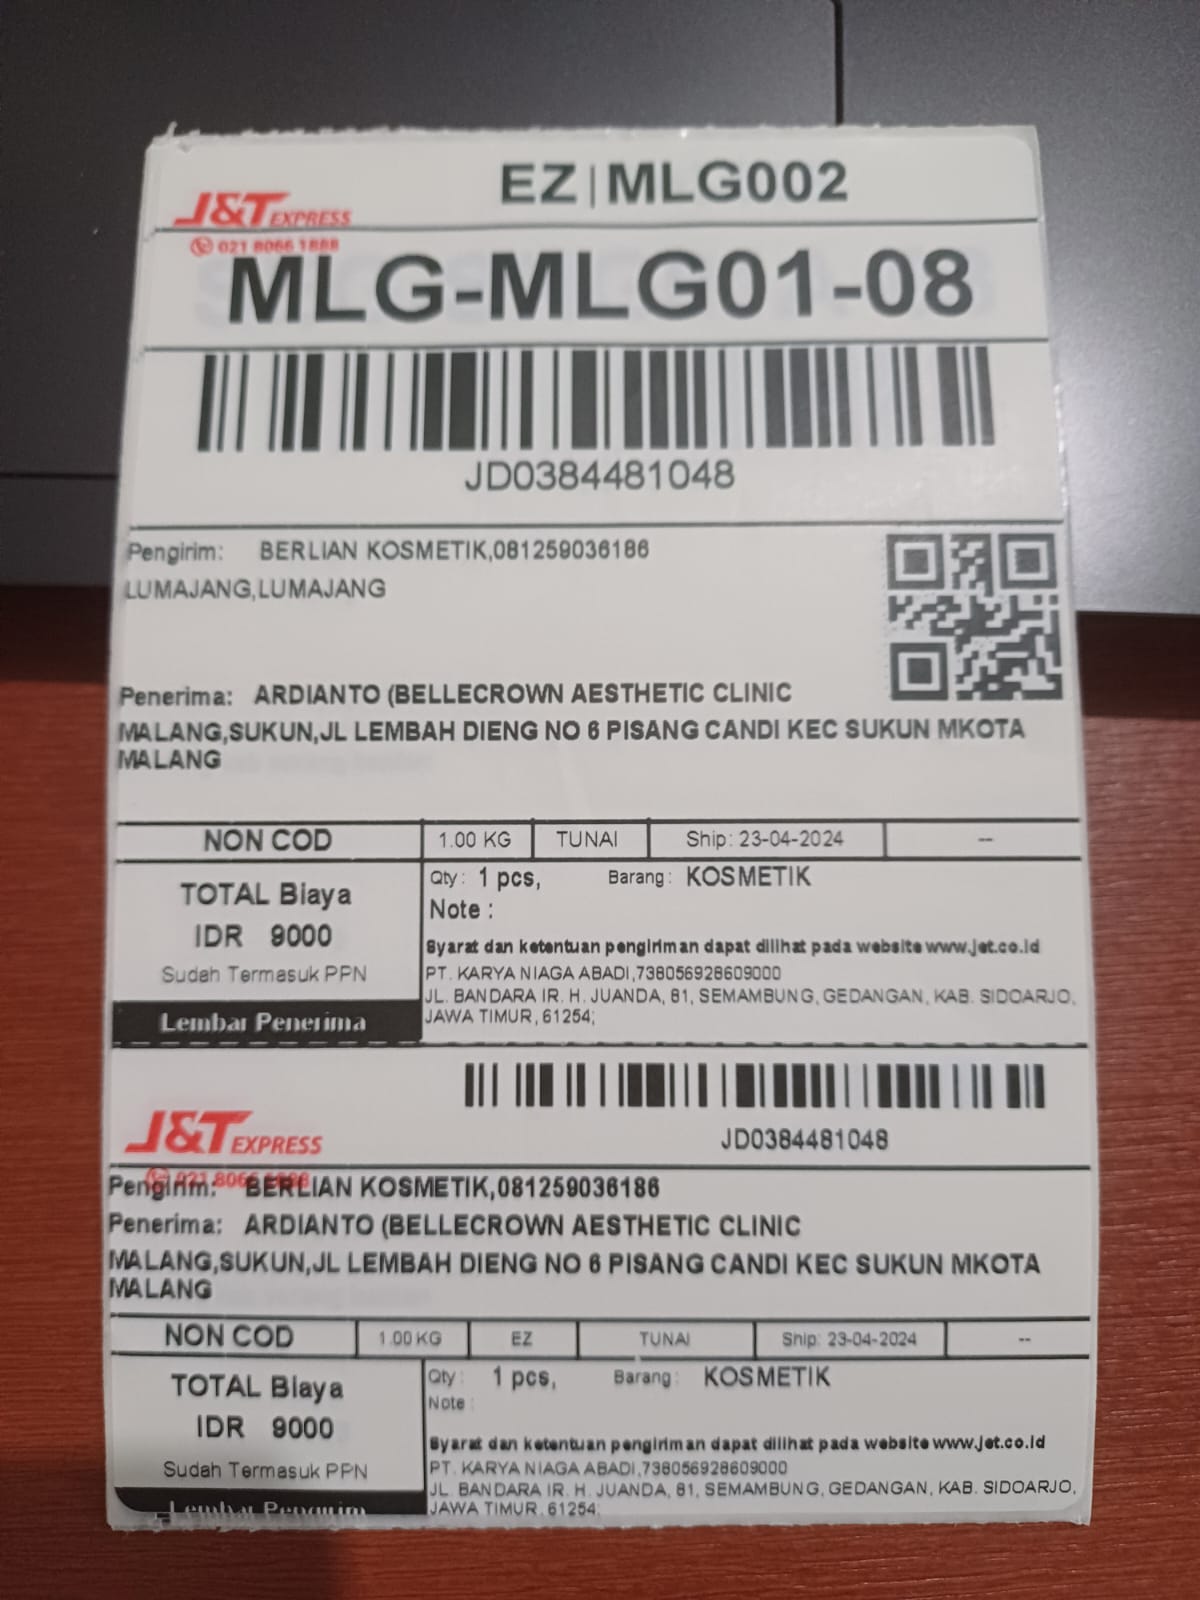 EZ|MLG002
J&T EXPRESS
021 8066 1888
MLG-MLG01-08
JD0384481048
Pengirim: BERLIAN KOSMETIK,081259036186
LUMAJANG,LUMAJANG
Penerima: ARDIANTO (BELLECROWN AESTHETIC CLINIC
MALANG,SUKUN,JL LEMBAH DIENG NO 6 PISANG CANDI KEC SUKUN MKOTA
MALANG
NON COD 1.00 KG TUNAI Ship: 23-04-2024 --
TOTAL Biaya
IDR 9000
Sudah Termasuk PPN
Lembar Penerima
Qty: 1 pcs, Barang: KOSMETIK
Note :
Syarat dan ketentuan pengiriman dapat dilihat pada website www.jet.co.id
PT. KARYA NIAGA ABADI,738056928609000
JL. BANDARA IR. H. JUANDA, 81, SEMAMBUNG, GEDANGAN, KAB. SIDOARJO,
JAWA TIMUR, 61254;
J&T EXPRESS
021 8066 1888
JD0384481048
Pengirim: BERLIAN KOSMETIK,081259036186
Penerima: ARDIANTO (BELLECROWN AESTHETIC CLINIC
MALANG,SUKUN,JL LEMBAH DIENG NO 6 PISANG CANDI KEC SUKUN MKOTA
MALANG
NON COD 1.00 KG EZ TUNAI Ship: 23-04-2024 --
TOTAL Biaya
IDR 9000
Sudah Termasuk PPN
Lembar Pengirim
Qty: 1 pcs, Barang: KOSMETIK
Note :
Syarat dan ketentuan pengiriman dapat dilihat pada website www.jet.co.id
PT. KARYA NIAGA ABADI,738056928609000
JL. BANDARA IR. H. JUANDA, 81, SEMAMBUNG, GEDANGAN, KAB. SIDOARJO,
JAWA TIMUR, 61254;